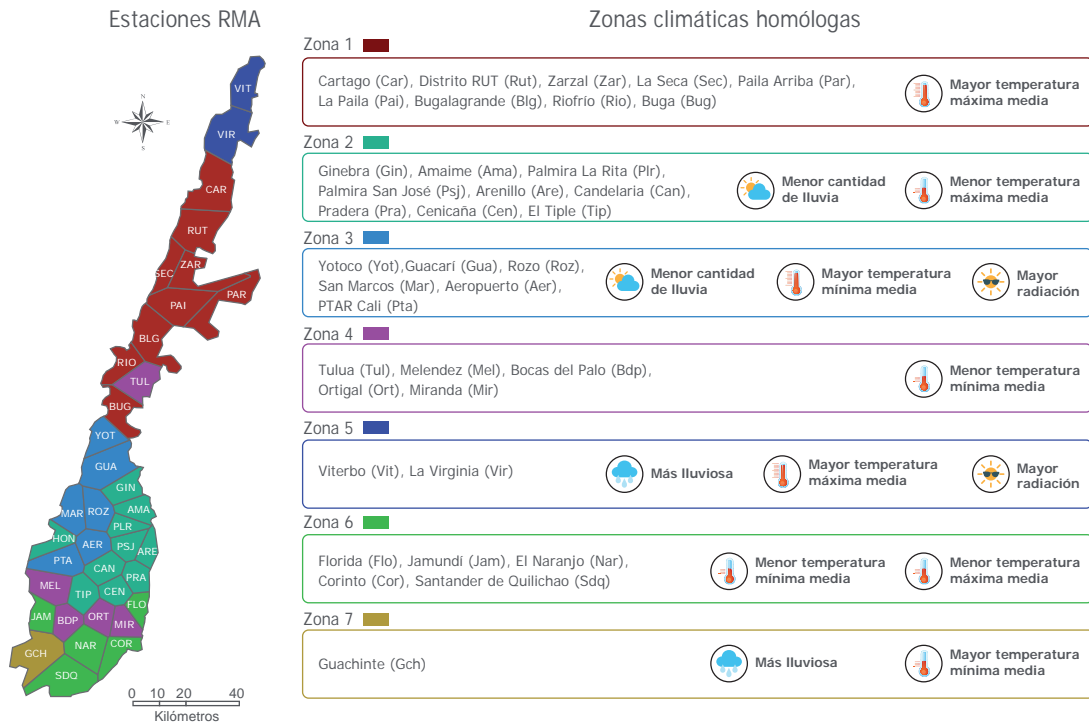 Estaciones RMA
N
W
E
S
VIT
VIR
CAR
RUT
ZAR
SEC
PAR
PAI
BLG
RIO
TUL
BUG
YOT
GUA
GIN
AMA
MAR
ROZ
PLR
HON
AER
PSJ
ARE
PTA
CAN
PRA
MEL
TIP
CEN
FLO
JAM
BDP
ORT
MIR
GCH
NAR
COR
SDQ
0 10 20 40
Kilómetros
Zonas climáticas homólogas
Zona 1
Cartago (Car), Distrito RUT (Rut), Zarzal (Zar), La Seca (Sec), Paila Arriba (Par),
La Paila (Pai), Bugalagrande (Blg), Riofrío (Rio), Buga (Bug)
Mayor temperatura
máxima media
Zona 2
Ginebra (Gin), Amaime (Ama), Palmira La Rita (Plr),
Palmira San José (Psj), Arenillo (Are), Candelaria (Can),
Pradera (Pra), Cenicaña (Cen), El Tiple (Tip)
Menor cantidad
de lluvia
Menor temperatura
máxima media
Zona 3
Yotoco (Yot),Guacarí (Gua), Rozo (Roz),
San Marcos (Mar), Aeropuerto (Aer),
PTAR Cali (Pta)
Menor cantidad
de lluvia
Mayor temperatura
mínima media
Mayor
radiación
Zona 4
Tulua (Tul), Melendez (Mel), Bocas del Palo (Bdp),
Ortigal (Ort), Miranda (Mir)
Menor temperatura
mínima media
Zona 5
Viterbo (Vit), La Virginia (Vir)
Más lluviosa
Mayor temperatura
máxima media
Mayor
radiación
Zona 6
Florida (Flo), Jamundí (Jam), El Naranjo (Nar),
Corinto (Cor), Santander de Quilichao (Sdq)
Menor temperatura
mínima media
Menor temperatura
máxima media
Zona 7
Guachinte (Gch)
Más lluviosa
Mayor temperatura
mínima media